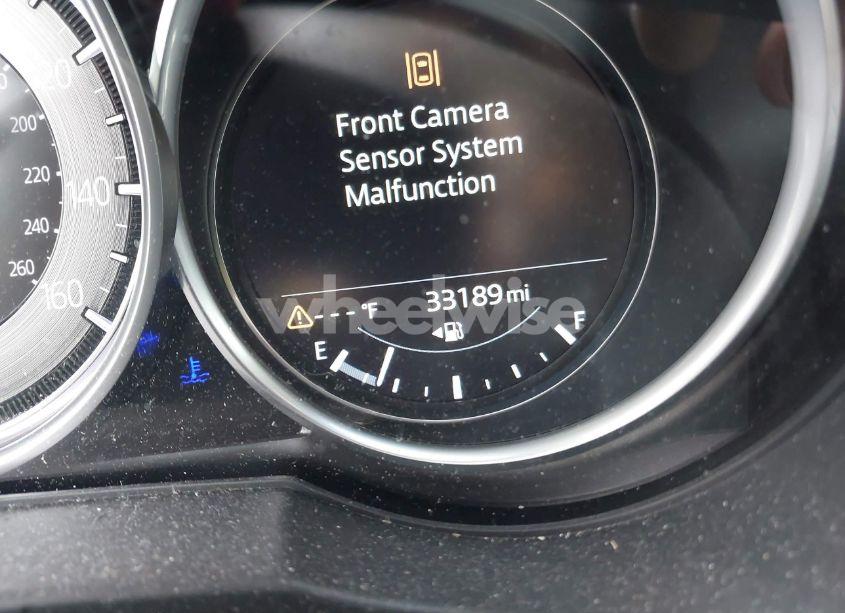 Front Camera
Sensor System
Malfunction
120
200
220
140
240
260
160
---°F
33189 mi
wheelwise
E
F